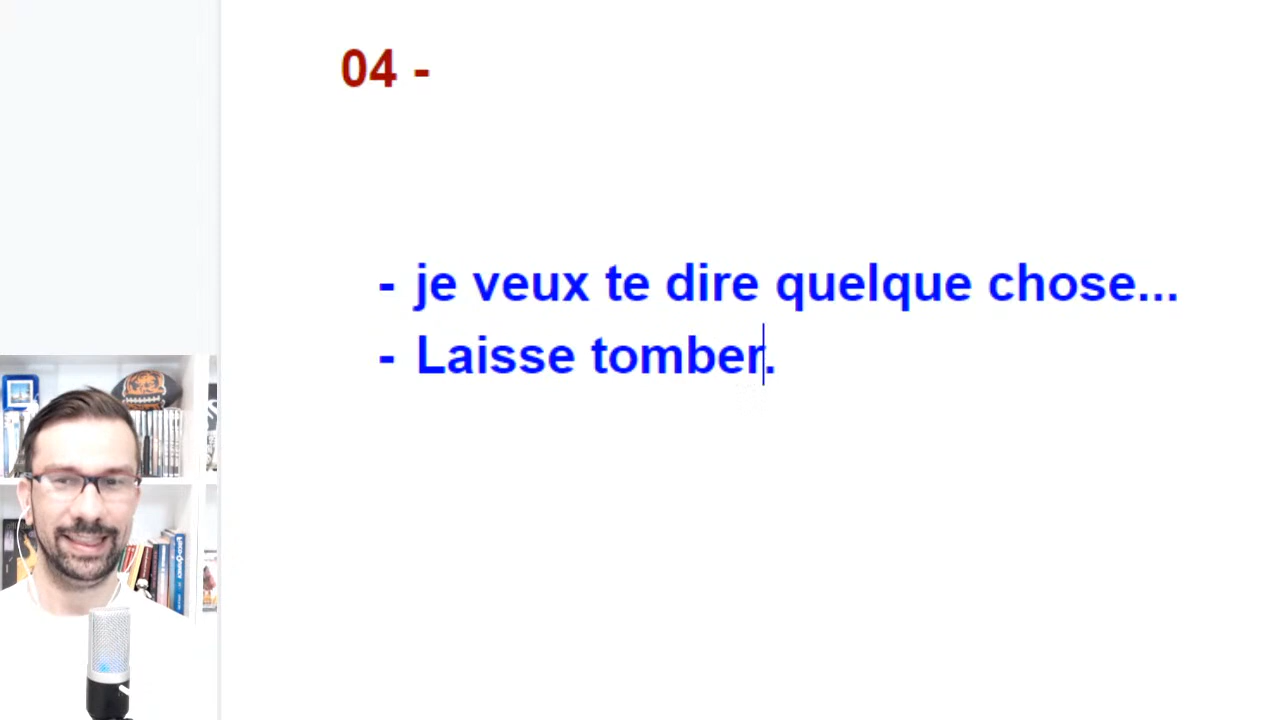 04 -
- je veux te dire quelque chose...
- Laisse tomber.